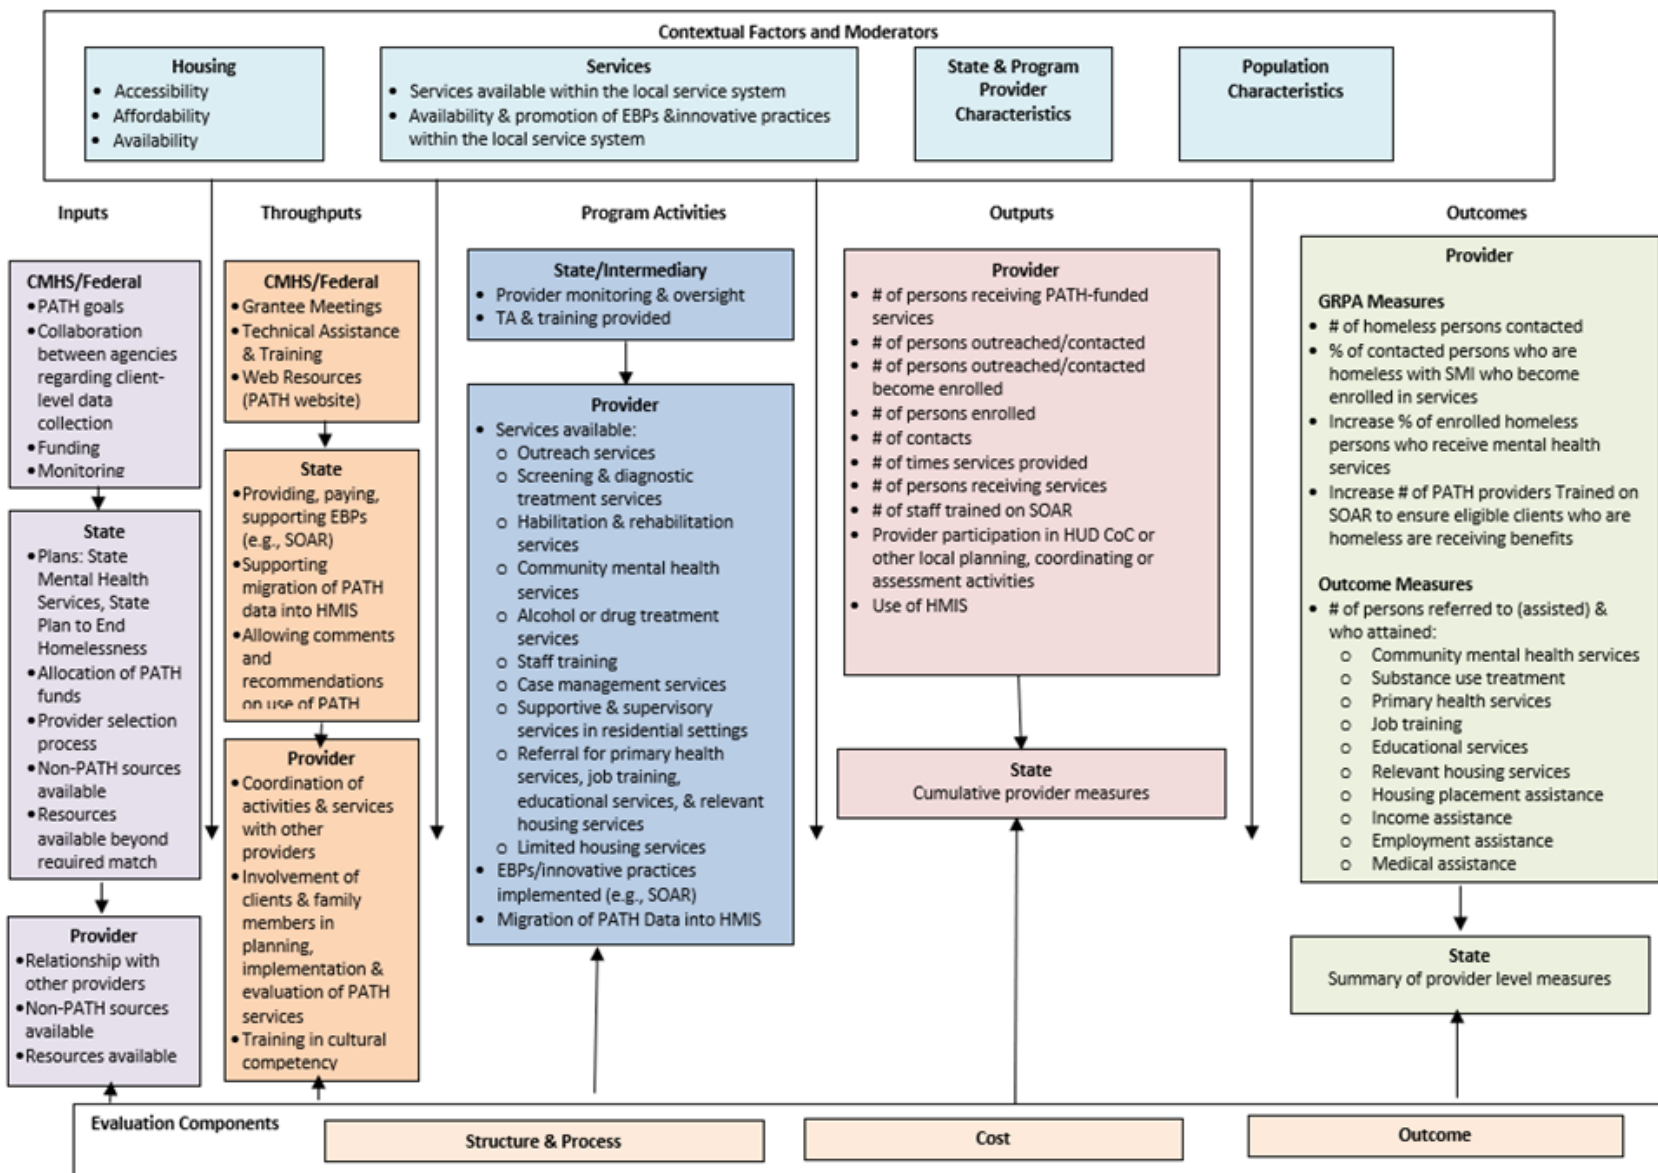 Contextual Factors and Moderators
Housing
• Accessibility
• Affordability
• Availability
Services
• Services available within the local service system
• Availability & promotion of EBPs &innovative practices
within the local service system
State & Program
Provider
Characteristics
Population
Characteristics
Inputs
Throughputs
Program Activities
Outputs
Outcomes
CMHS/Federal
•PATH goals
•Collaboration
between agencies
regarding client-
level data
collection
•Funding
•Monitoring
State
•Plans: State
Mental Health
Services, State
Plan to End
Homelessness
•Allocation of PATH
funds
•Provider selection
process
•Non-PATH sources
available
•Resources
available beyond
required match
Provider
•Relationship with
other providers
•Non-PATH sources
available
•Resources available
CMHS/Federal
•Grantee Meetings
•Technical Assistance
& Training
•Web Resources
(PATH website)
State
•Providing, paying,
supporting EBPs
(e.g., SOAR)
•Supporting
migration of PATH
data into HMIS
•Allowing comments
and
recommendations
on use of PATH
Provider
•Coordination of
activities & services
with other
providers
•Involvement of
clients & family
members in
planning,
implementation &
evaluation of PATH
services
•Training in cultural
competency
State/Intermediary
• Provider monitoring & oversight
• TA & training provided
Provider
• Services available:
o Outreach services
o Screening & diagnostic
treatment services
o Habilitation & rehabilitation
services
o Community mental health
services
o Alcohol or drug treatment
services
o Staff training
o Case management services
o Supportive & supervisory
services in residential settings
o Referral for primary health
services, job training,
educational services, & relevant
housing services
o Limited housing services
• EBPs/innovative practices
implemented (e.g., SOAR)
• Migration of PATH Data into HMIS
Provider
• # of persons receiving PATH-funded
services
• # of persons outreached/contacted
• # of persons outreached/contacted
become enrolled
• # of persons enrolled
• # of contacts
• # of times services provided
• # of persons receiving services
• # of staff trained on SOAR
• Provider participation in HUD CoC or
other local planning, coordinating or
assessment activities
• Use of HMIS
State
Cumulative provider measures
Provider
GRPA Measures
• # of homeless persons contacted
• % of contacted persons who are
homeless with SMI who become
enrolled in services
• Increase % of enrolled homeless
persons who receive mental health
services
• Increase # of PATH providers Trained on
SOAR to ensure eligible clients who are
homeless are receiving benefits
Outcome Measures
• # of persons referred to (assisted) &
who attained:
o Community mental health services
o Substance use treatment
o Primary health services
o Job training
o Educational services
o Relevant housing services
o Housing placement assistance
o Income assistance
o Employment assistance
o Medical assistance
State
Summary of provider level measures
Evaluation Components
Structure & Process
Cost
Outcome